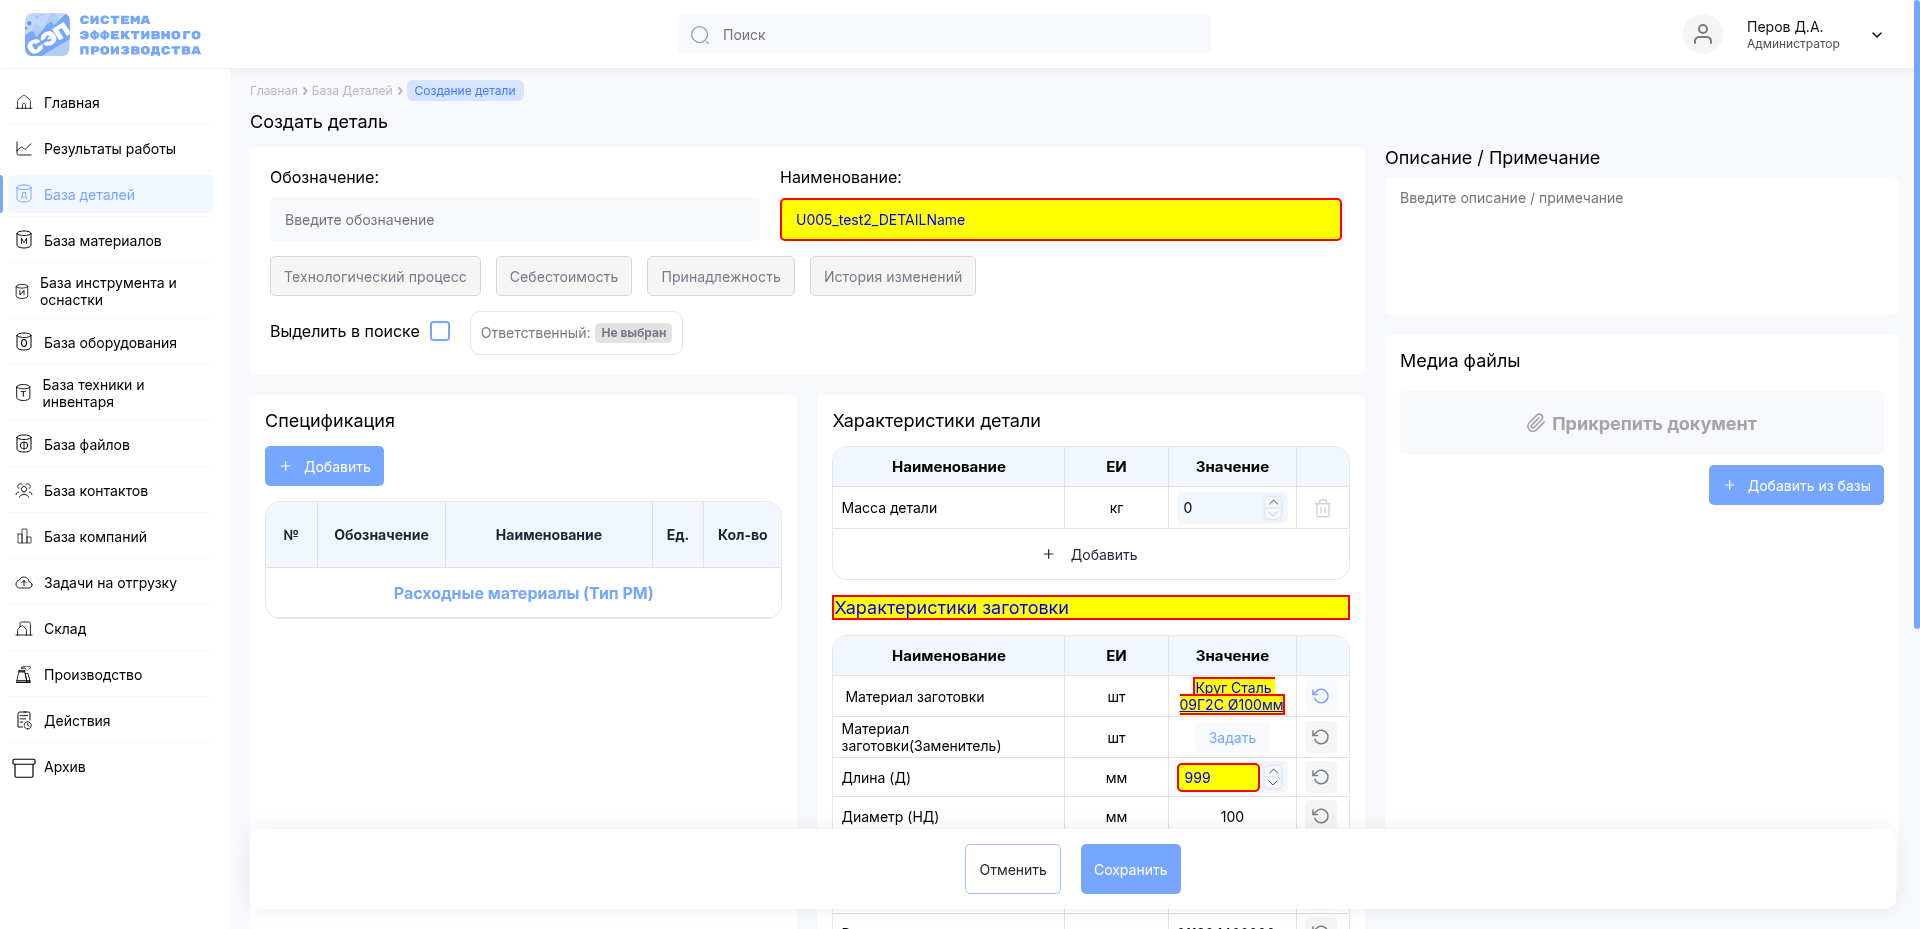 СИСТЕМА
ЭФФЕКТИВНОГО
ПРОИЗВОДСТВА
сэп
Поиск
Перов Д.А.
Администратор
Главная
Результаты работы
База деталей
База материалов
База инструмента и
оснастки
База оборудования
База техники и
инвентаря
База файлов
База контактов
База компаний
Задачи на отгрузку
Склад
Производство
Действия
Архив
Главная › База Деталей › Создание детали
Создать деталь
Обозначение:
Введите обозначение
Наименование:
U005_test2_DETAILName
Технологический процесс Себестоимость Принадлежность История изменений
Выделить в поиске Ответственный: Не выбран
Описание / Примечание
Введите описание / примечание
Медиа файлы
Прикрепить документ
+ Добавить из базы
Спецификация
+ Добавить
№ Обозначение Наименование Ед. Кол-во
Расходные материалы (Тип РМ)
Характеристики детали
Наименование ЕИ Значение
Масса детали кг 0
+ Добавить
Характеристики заготовки
Наименование ЕИ Значение
Материал заготовки шт Круг Сталь
09Г2С Ø100мм
Материал
заготовки(Заменитель) шт Задать
Длина (Д) мм 999
Диаметр (НД) мм 100
Отменить Сохранить